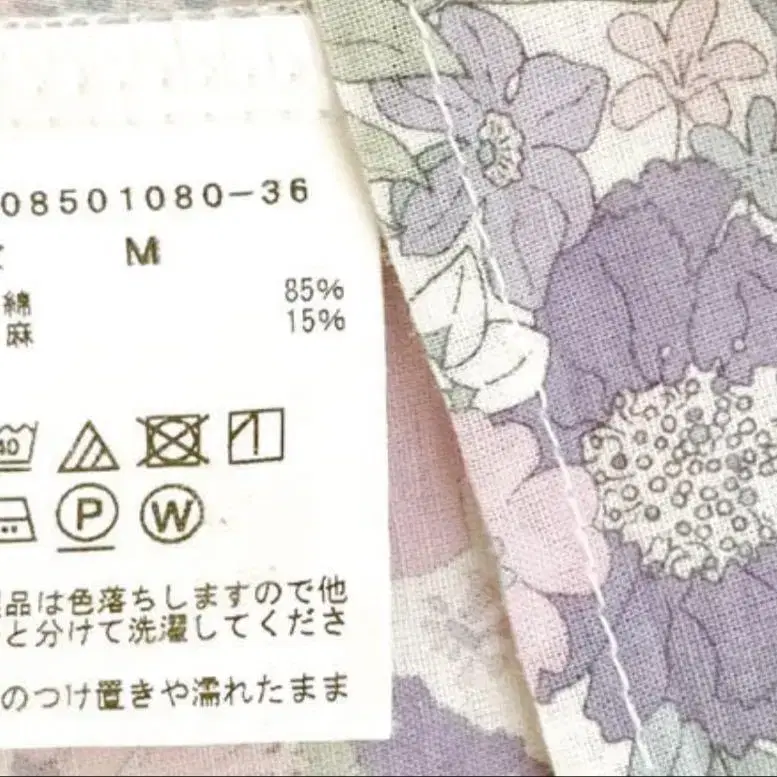 08501080-36
M
綿 85%
麻 15%
40
P W
品は色落ちしますので他
と分けて洗濯してくださ
のつけ置きや濡れたまま